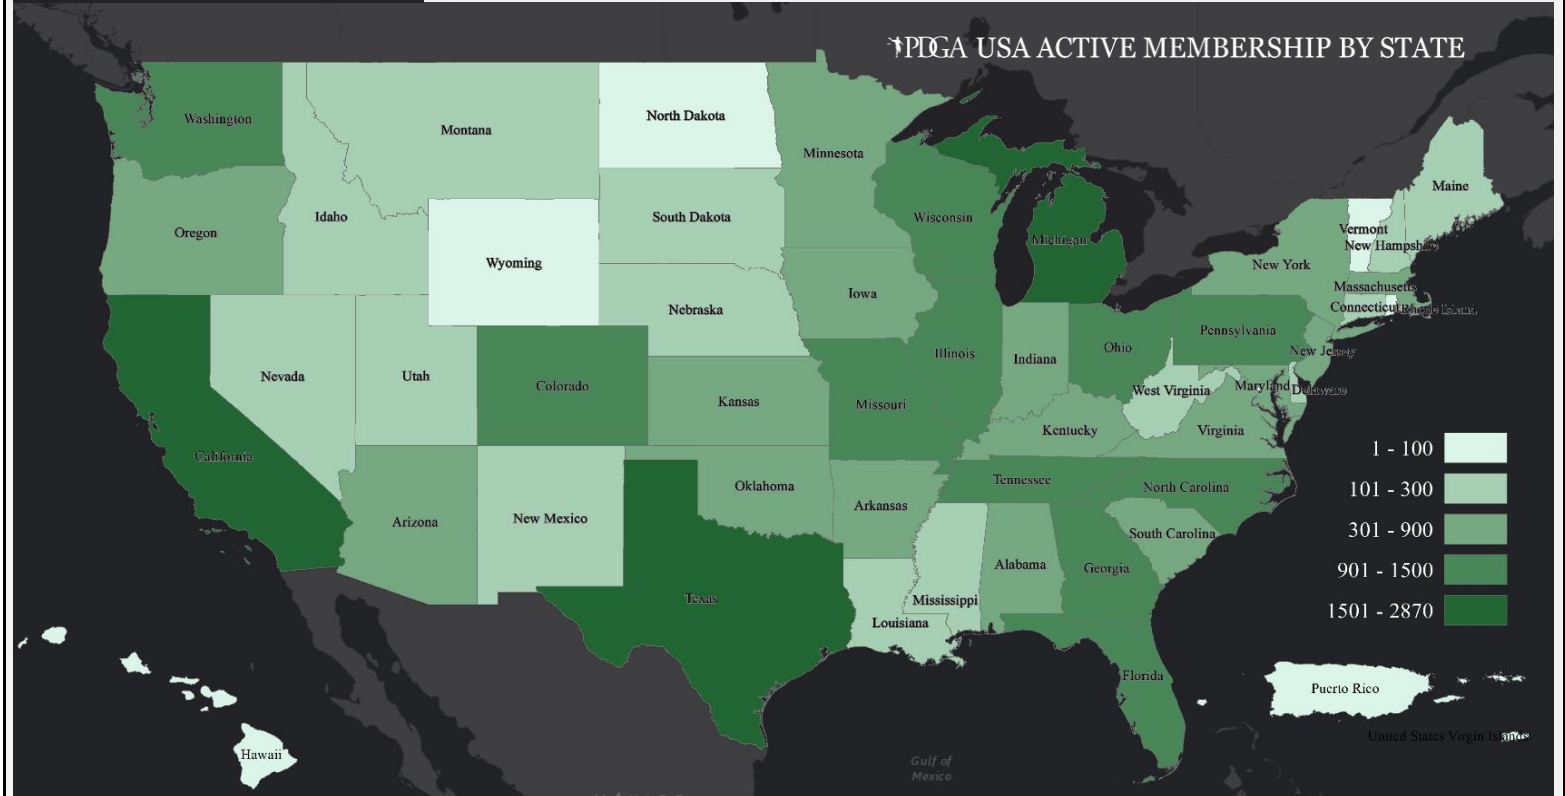 PDGA USA ACTIVE MEMBERSHIP BY STATE
Washington
Montana
North Dakota
Minnesota
Oregon
Idaho
South Dakota
Wisconsin
Michigan
Maine
Vermont
New Hampshire
Wyoming
New York
Massachusetts
Nebraska
Iowa
Connecticut
Rhode Island
Pennsylvania
Nevada
Utah
Colorado
Illinois
Indiana
Ohio
New Jersey
Kansas
Missouri
West Virginia
Maryland
Delaware
Kentucky
Virginia
California
Arizona
New Mexico
Oklahoma
Arkansas
Tennessee
North Carolina
South Carolina
Texas
Louisiana
Mississippi
Alabama
Georgia
Florida
1 - 100
101 - 300
301 - 900
901 - 1500
1501 - 2870
Hawaii
Puerto Rico
United States Virgin Islands
Gulf of
Mexico